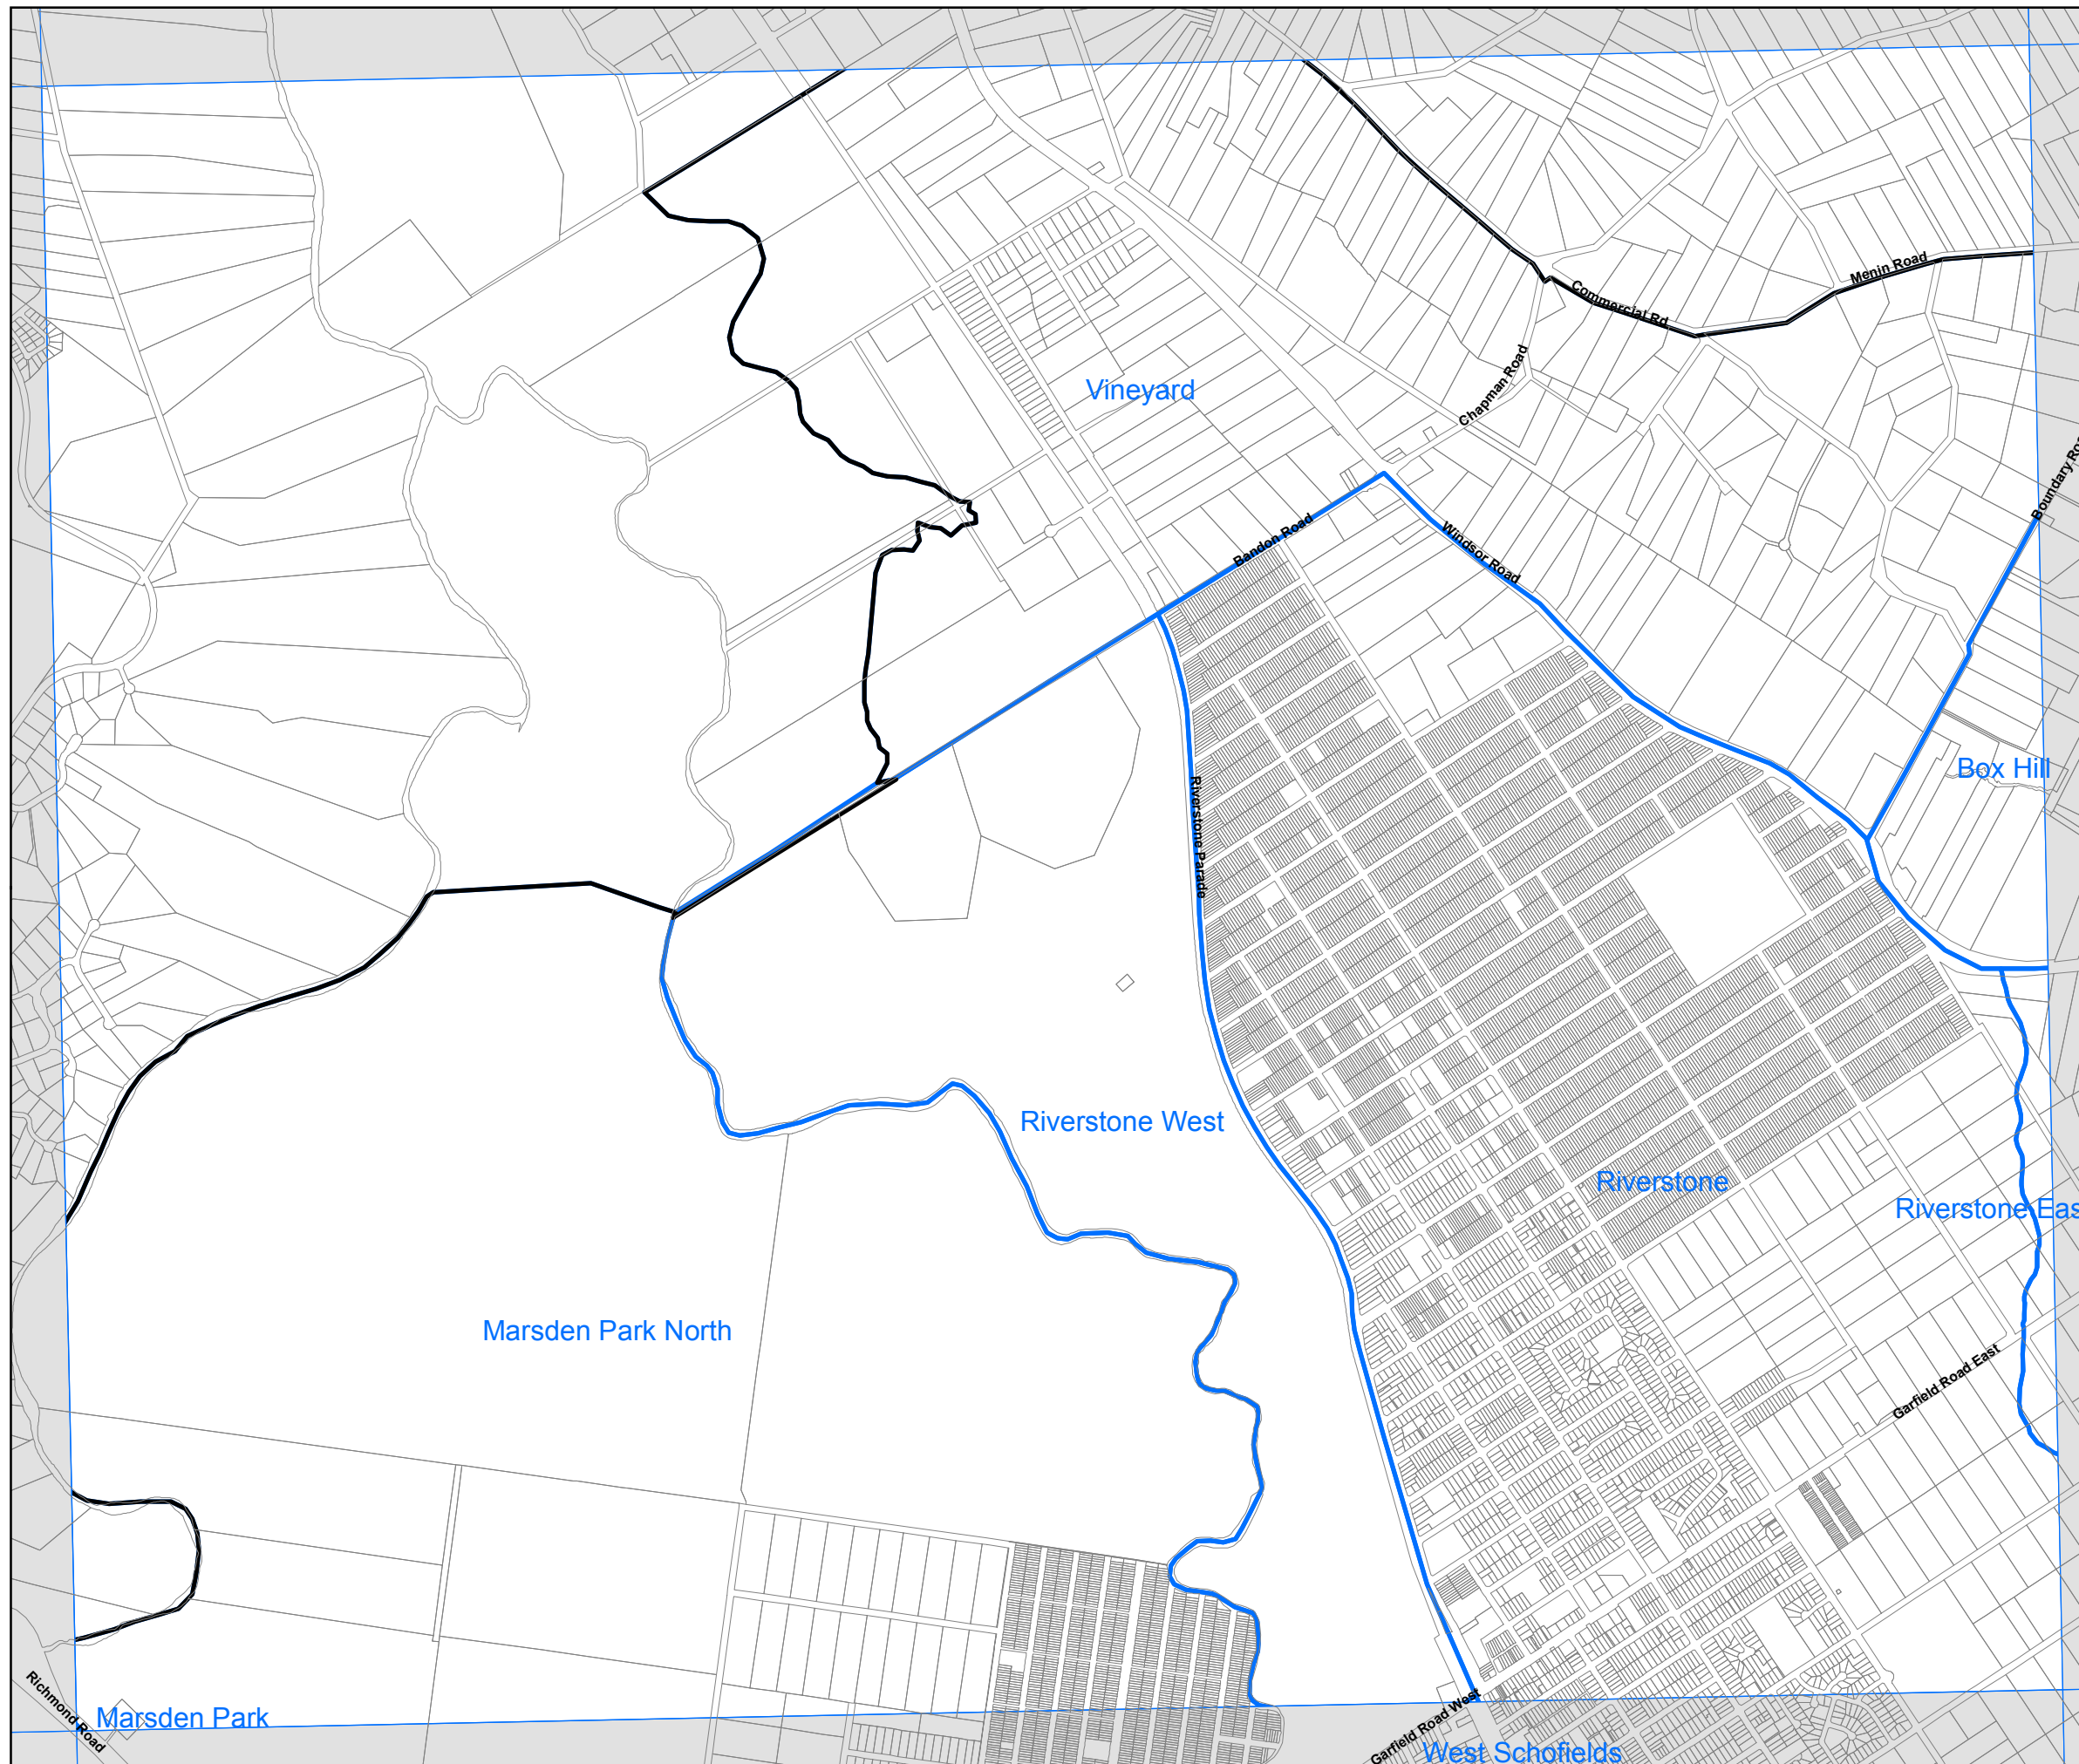 Menin Road
Commercial Rd
Chapman Road
Vineyard
Boundary Roa
Bandon Road
Windsor Road
Box Hill
Riverstone Parade
Riverstone West
Riverstone
Riverstone Eas
Marsden Park North
Garfield Road East
Richmond Road
Marsden Park
Garfield Road West
West Schofields